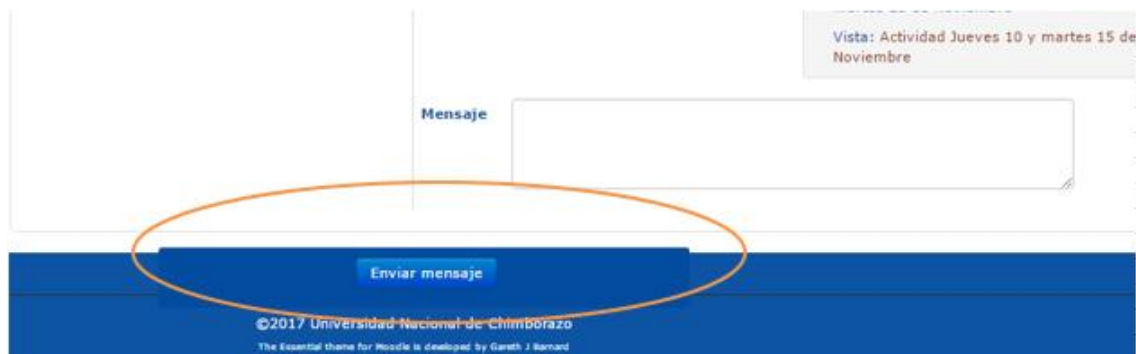 Vista: Actividad Jueves 10 y martes 15 de
Noviembre
Mensaje
Enviar mensaje
©2017 Universidad Nacional de Chimborazo
The Essential theme for Moodle is developed by Gareth J Barnard